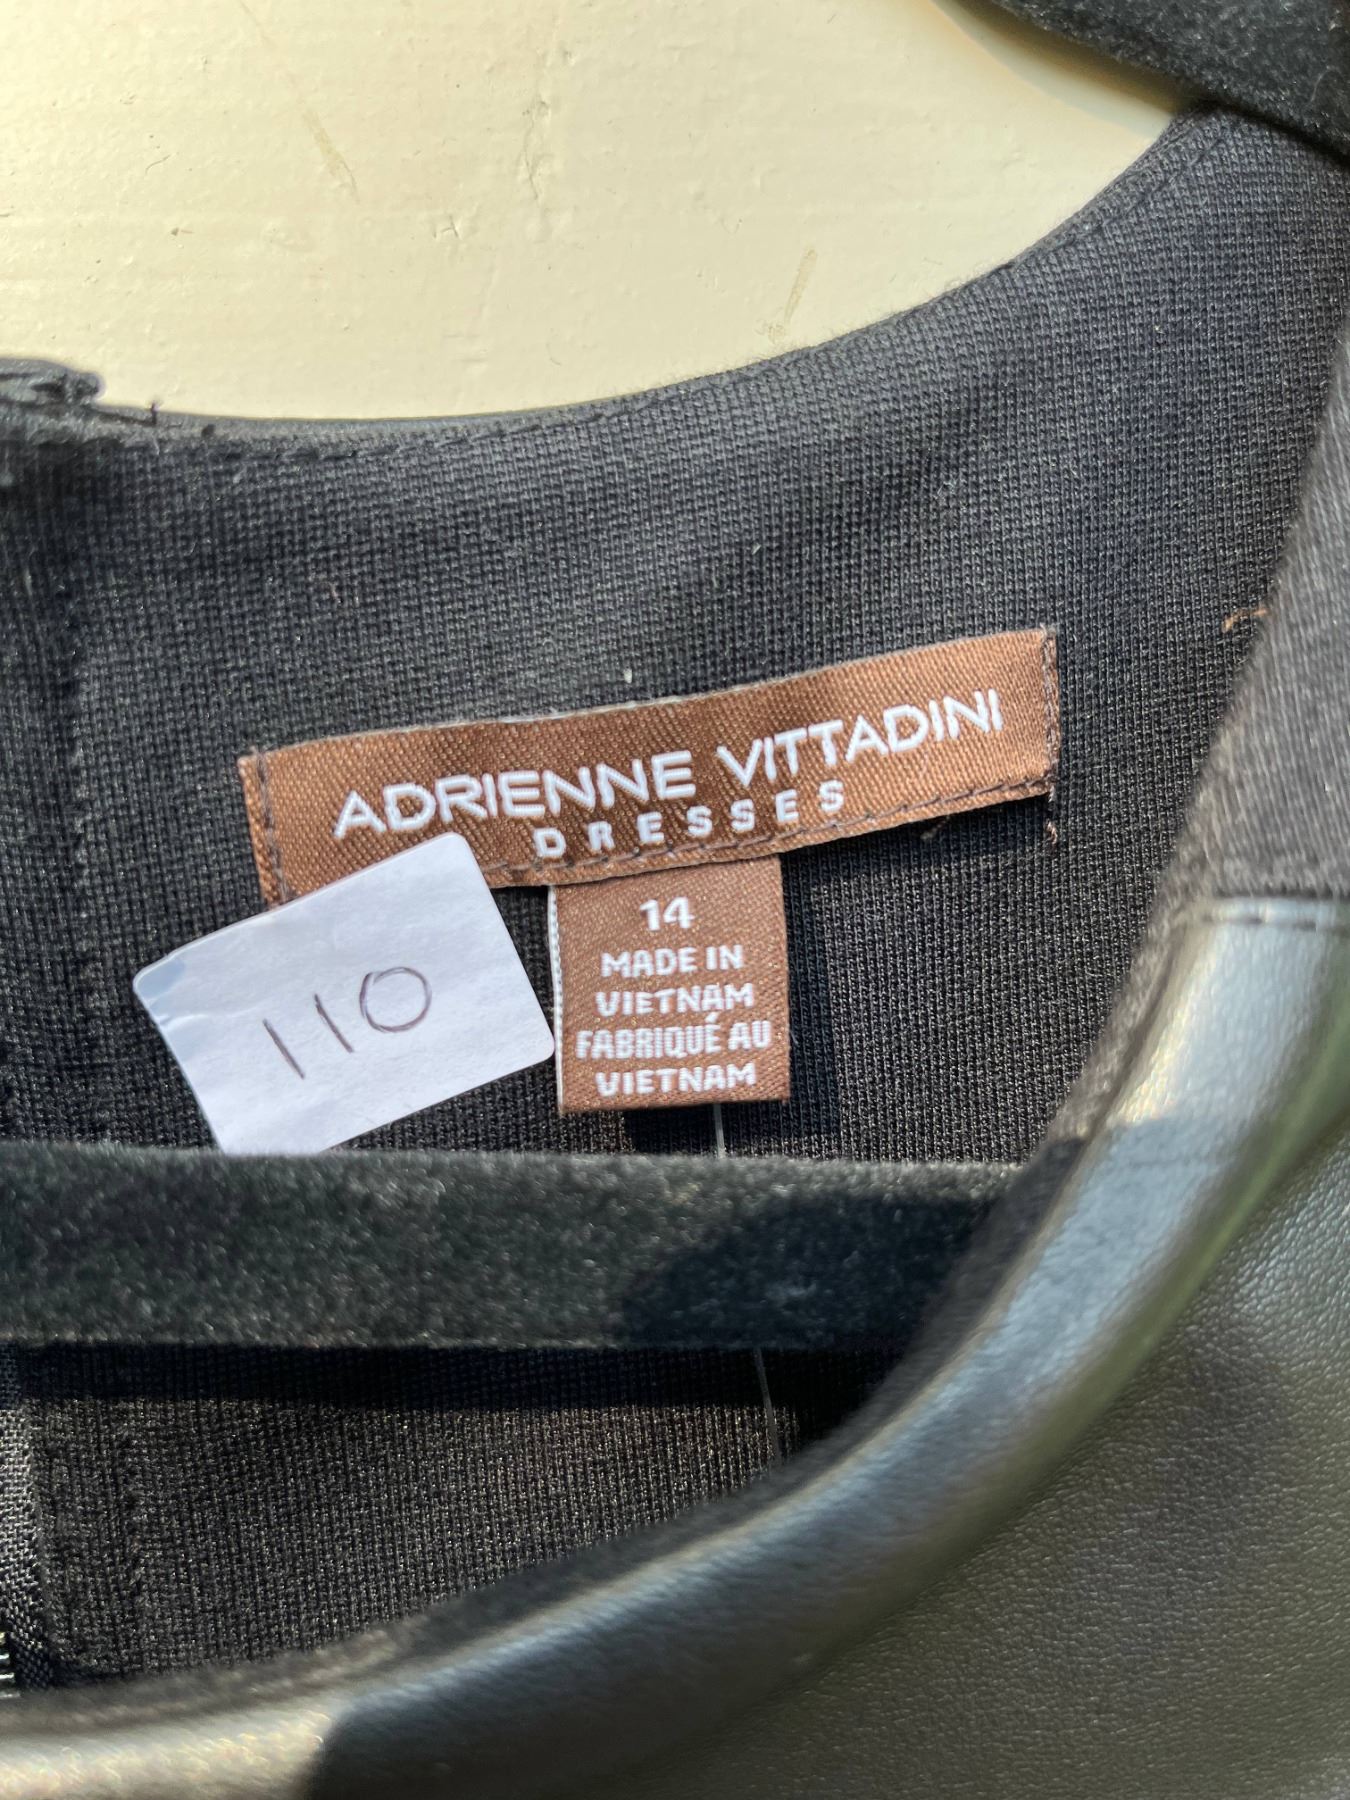 ADRIENNE VITTADINI
DRESSES
14
MADE IN
VIETNAM
FABRIQUÉ AU
VIETNAM
110